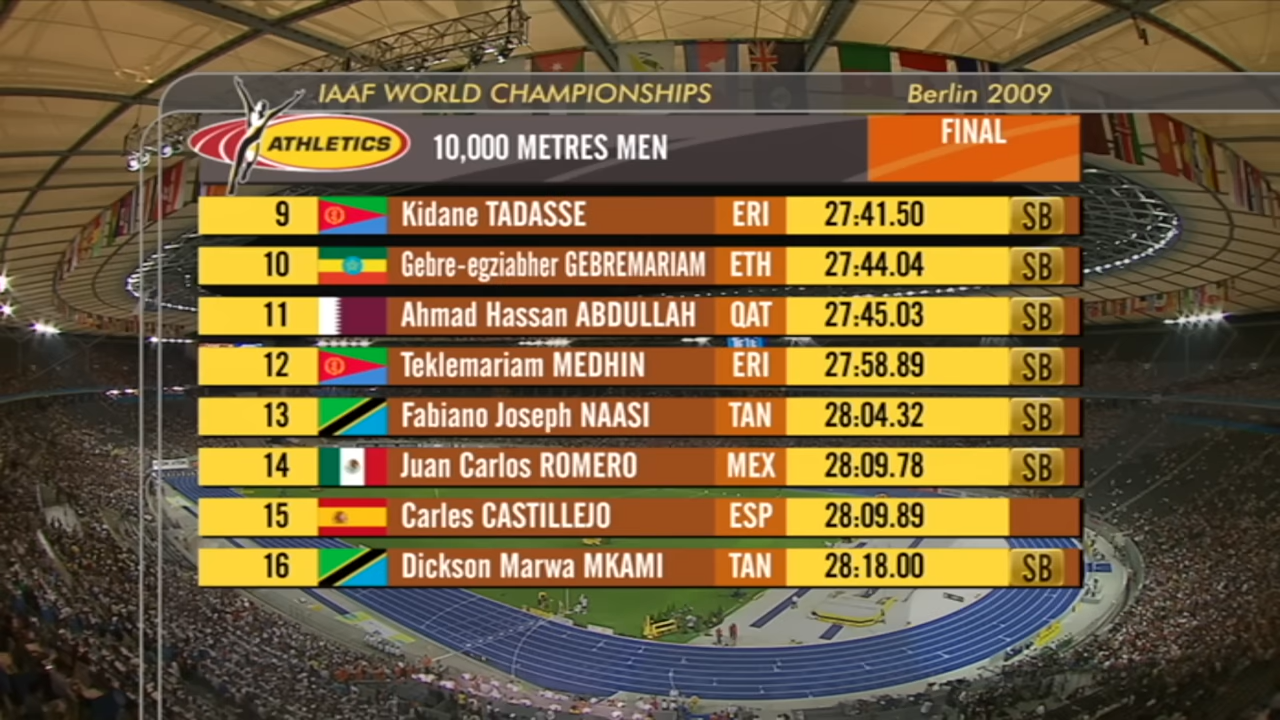 IAAF WORLD CHAMPIONSHIPS Berlin 2009
ATHLETICS 10,000 METRES MEN FINAL
9 Kidane TADASSE ERI 27:41.50 SB
10 Gebre-egziabher GEBREMARIAM ETH 27:44.04 SB
11 Ahmad Hassan ABDULLAH QAT 27:45.03 SB
12 Teklemariam MEDHIN ERI 27:58.89 SB
13 Fabiano Joseph NAASI TAN 28:04.32 SB
14 Juan Carlos ROMERO MEX 28:09.78 SB
15 Carles CASTILLEJO ESP 28:09.89
16 Dickson Marwa MKAMI TAN 28:18.00 SB